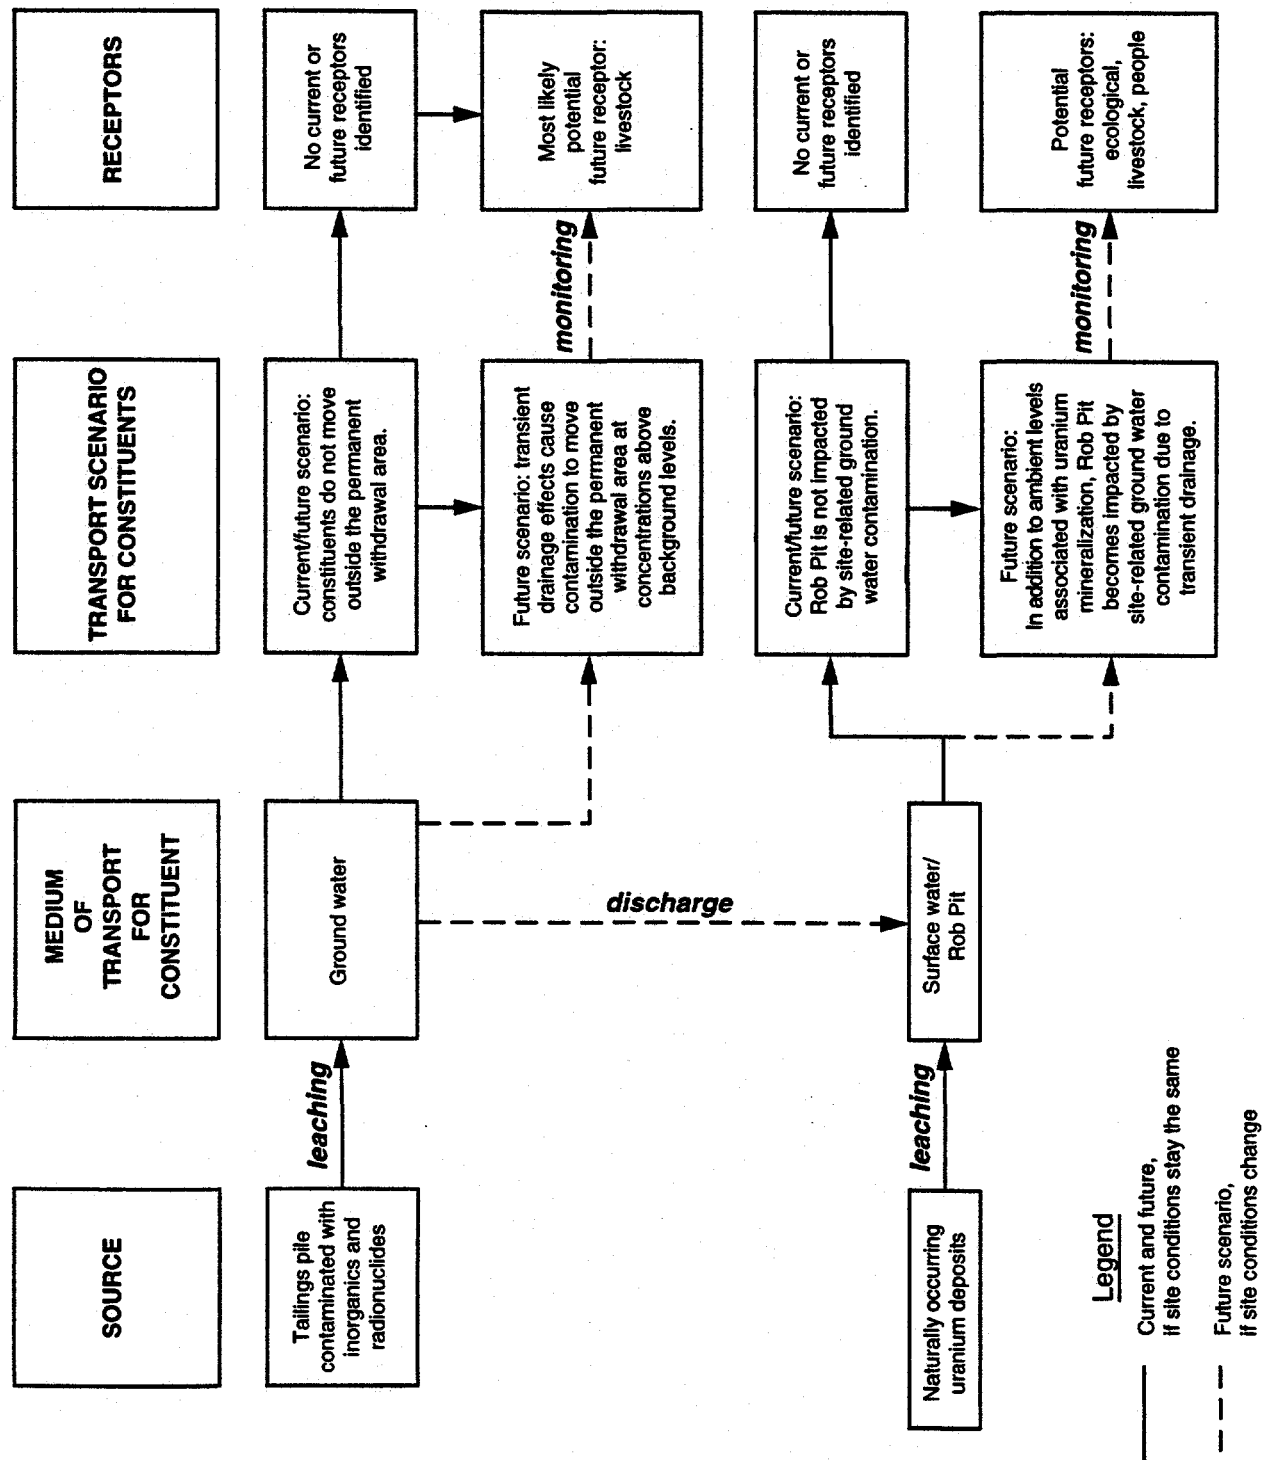 SOURCE
MEDIUM
OF
TRANSPORT
FOR
CONSTITUENT
TRANSPORT SCENARIO
FOR CONSTITUENTS
RECEPTORS
Tailings pile
contaminated with
inorganics and
radionuclides
leaching
Ground water
Current/future scenario:
constituents do not move
outside the permanent
withdrawal area.
No current or
future receptors
identified
Future scenario: transient
drainage effects cause
contamination to move
outside the permanent
withdrawal area at
concentrations above
background levels.
monitoring
Most likely
potential
future receptor:
livestock
discharge
Naturally occurring
uranium deposits
leaching
Surface water/
Rob Pit
Current/future scenario:
Rob Pit is not impacted
by site-related ground
water contamination.
No current or
future receptors
identified
Future scenario:
In addition to ambient levels
associated with uranium
mineralization, Rob Pit
becomes impacted by
site-related ground water
contamination due to
transient drainage.
monitoring
Potential
future receptors:
ecological,
livestock, people
Legend
Current and future,
if site conditions stay the same
Future scenario,
if site conditions change